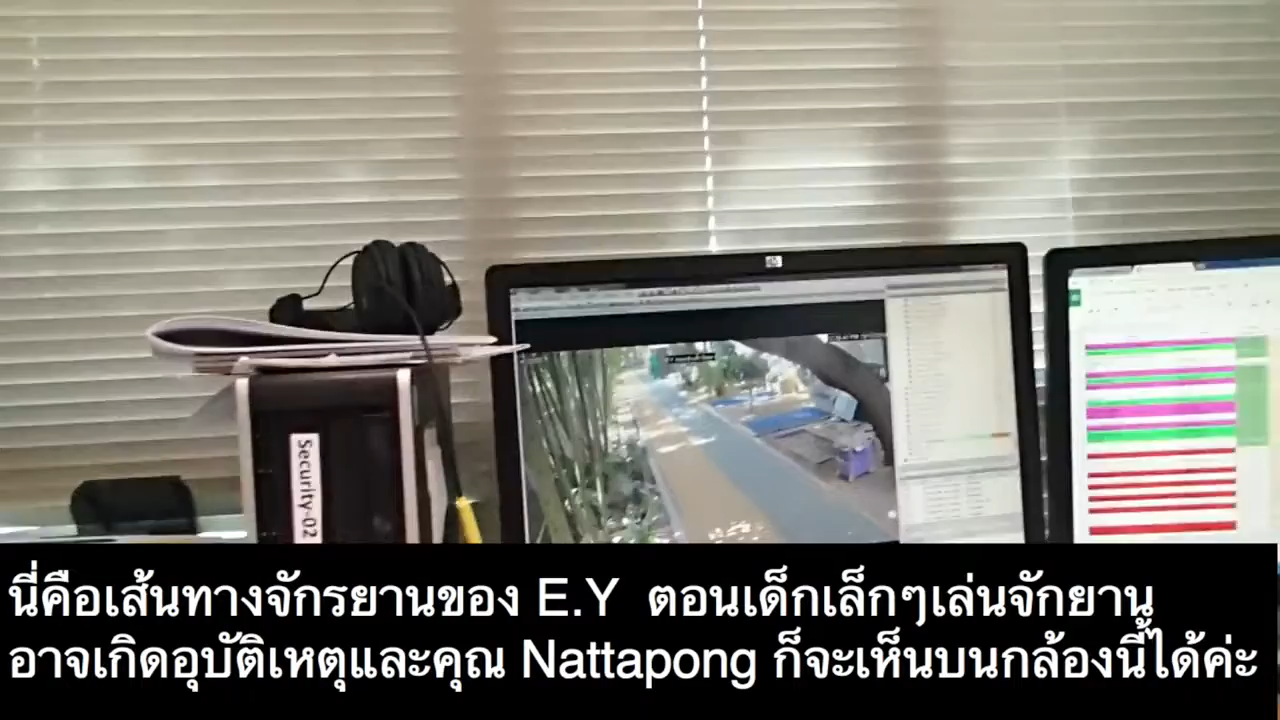 Security-02
นี่คือเส้นทางจักรยานของ E.Y ตอนเด็กเล็กๆเล่นจักยาน
อาจเกิดอุบัติเหตุและคุณ Nattapong ก็จะเห็นบนกล้องนี้ได้ค่ะ